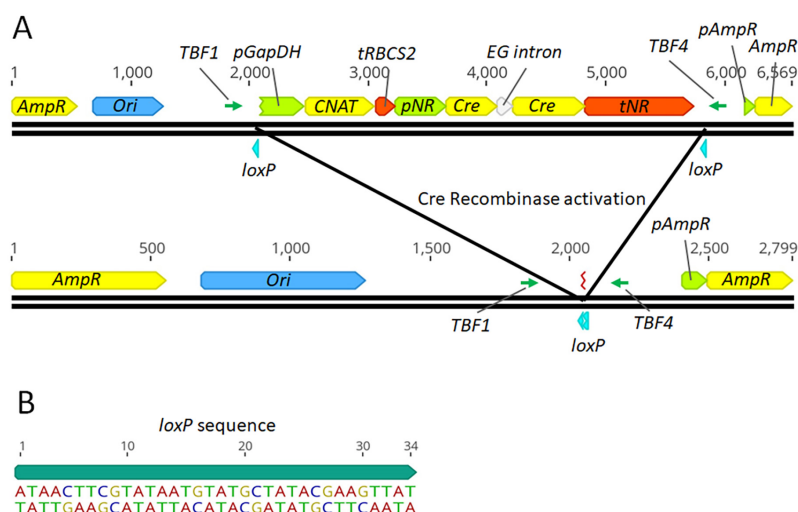 A
TBF1 pGapDH tRBCS2 EG intron TBF4 pAmpR AmpR
1 1,000 2,000 3,000 4,000 5,000 6,000 6,569
AmpR Ori CNAT pNR Cre Cre tNR
loxP loxP
Cre Recombinase activation
pAmpR
1 500 1,000 1,500 2,000 2,500 2,799
AmpR Ori AmpR
TBF1 TBF4
loxP
B
loxP sequence
1 10 20 30 34
ATAACTTCGTATAATGTATGCTATACGAAGTTAT
TATTGAAGCATATTACATACGATATGCTTCAATA